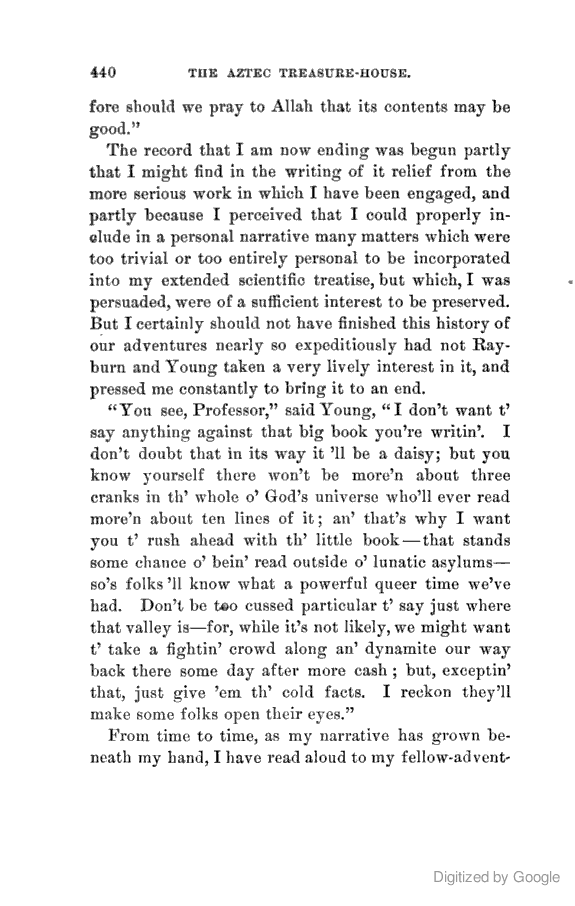 440 THE AZTEC TREASURE-HOUSE.
fore should we pray to Allah that its contents may be
good."
The record that I am now ending was begun partly
that I might find in the writing of it relief from the
more serious work in which I have been engaged, and
partly because I perceived that I could properly in-
clude in a personal narrative many matters which were
too trivial or too entirely personal to be incorporated
into my extended scientific treatise, but which, I was
persuaded, were of a sufficient interest to be preserved.
But I certainly should not have finished this history of
our adventures nearly so expeditiously had not Ray-
burn and Young taken a very lively interest in it, and
pressed me constantly to bring it to an end.
"You see, Professor," said Young, "I don't want t'
say anything against that big book you're writin'. I
don't doubt that in its way it 'll be a daisy; but you
know yourself there won't be more'n about three
cranks in th' whole o' God's universe who'll ever read
more'n about ten lines of it; an' that's why I want
you t' rush ahead with th' little book—that stands
some chance o' bein' read outside o' lunatic asylums—
so's folks 'll know what a powerful queer time we've
had. Don't be too cussed particular t' say just where
that valley is—for, while it's not likely, we might want
t' take a fightin' crowd along an' dynamite our way
back there some day after more cash; but, exceptin'
that, just give 'em th' cold facts. I reckon they'll
make some folks open their eyes."
From time to time, as my narrative has grown be-
neath my hand, I have read aloud to my fellow-advent-
Digitized by Google